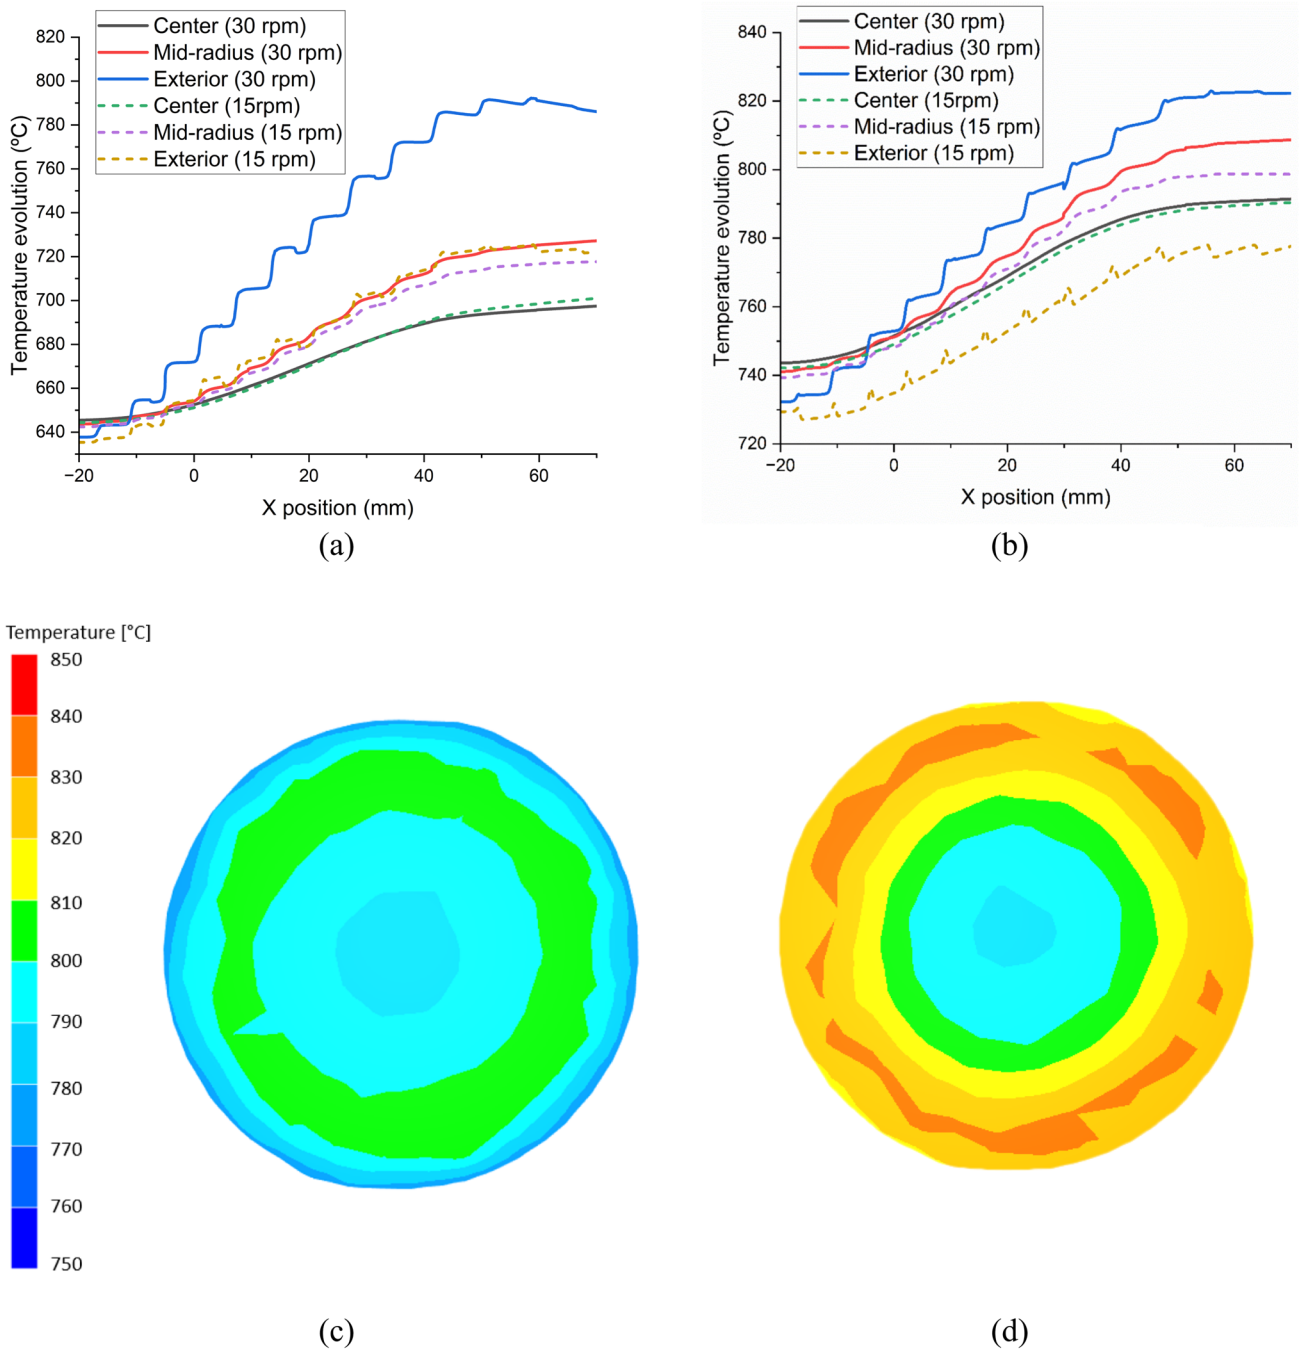 Center (30 rpm)
Mid-radius (30 rpm)
Exterior (30 rpm)
Center (15rpm)
Mid-radius (15 rpm)
Exterior (15 rpm)
Temperature evolution (ºC)
820
800
780
760
740
720
700
680
660
640
−20
0
20
40
60
X position (mm)
(a)
Center (30 rpm)
Mid-radius (30 rpm)
Exterior (30 rpm)
Center (15rpm)
Mid-radius (15 rpm)
Exterior (15 rpm)
Temperature evolution (ºC)
840
820
800
780
760
740
720
−20
0
20
40
60
X position (mm)
(b)
Temperature [°C]
850
840
830
820
810
800
790
780
770
760
750
(c)
(d)